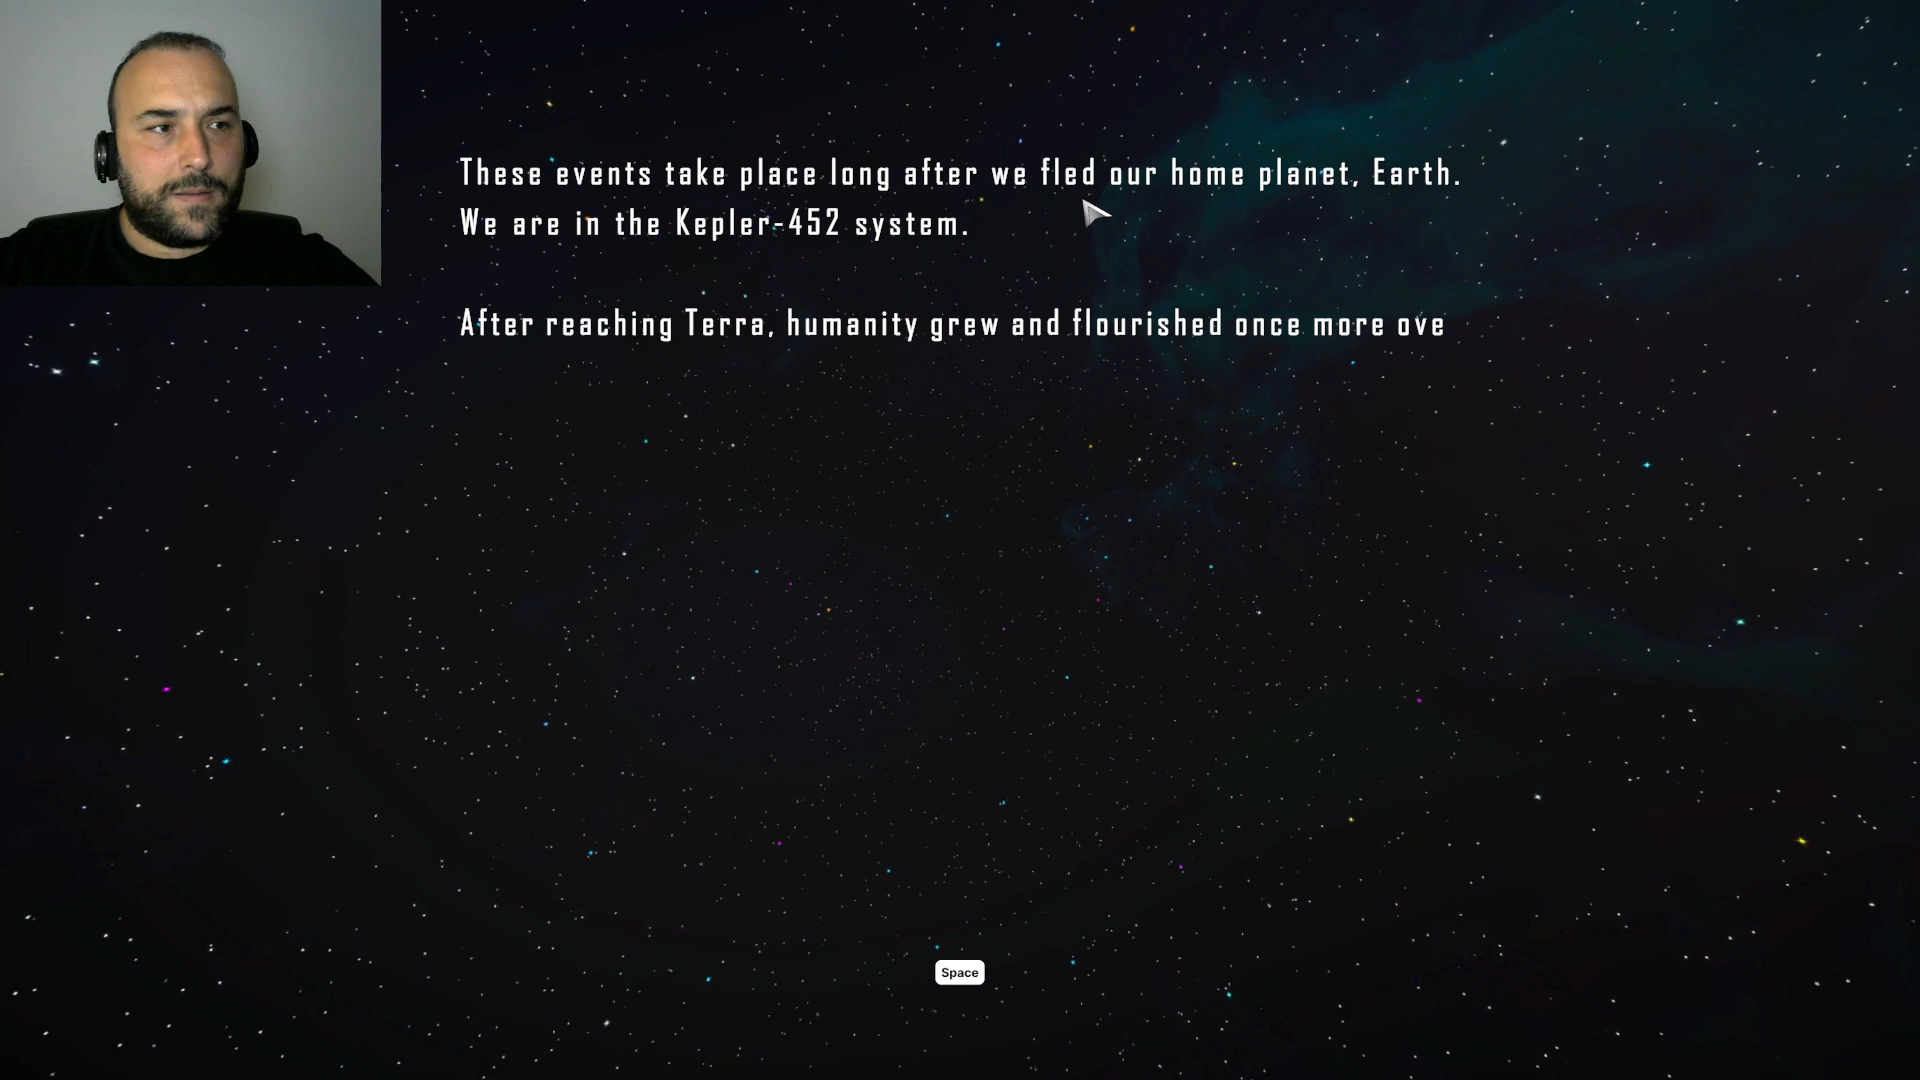 These events take place long after we fled our home planet, Earth.
We are in the Kepler-452 system.
After reaching Terra, humanity grew and flourished once more ove
Space